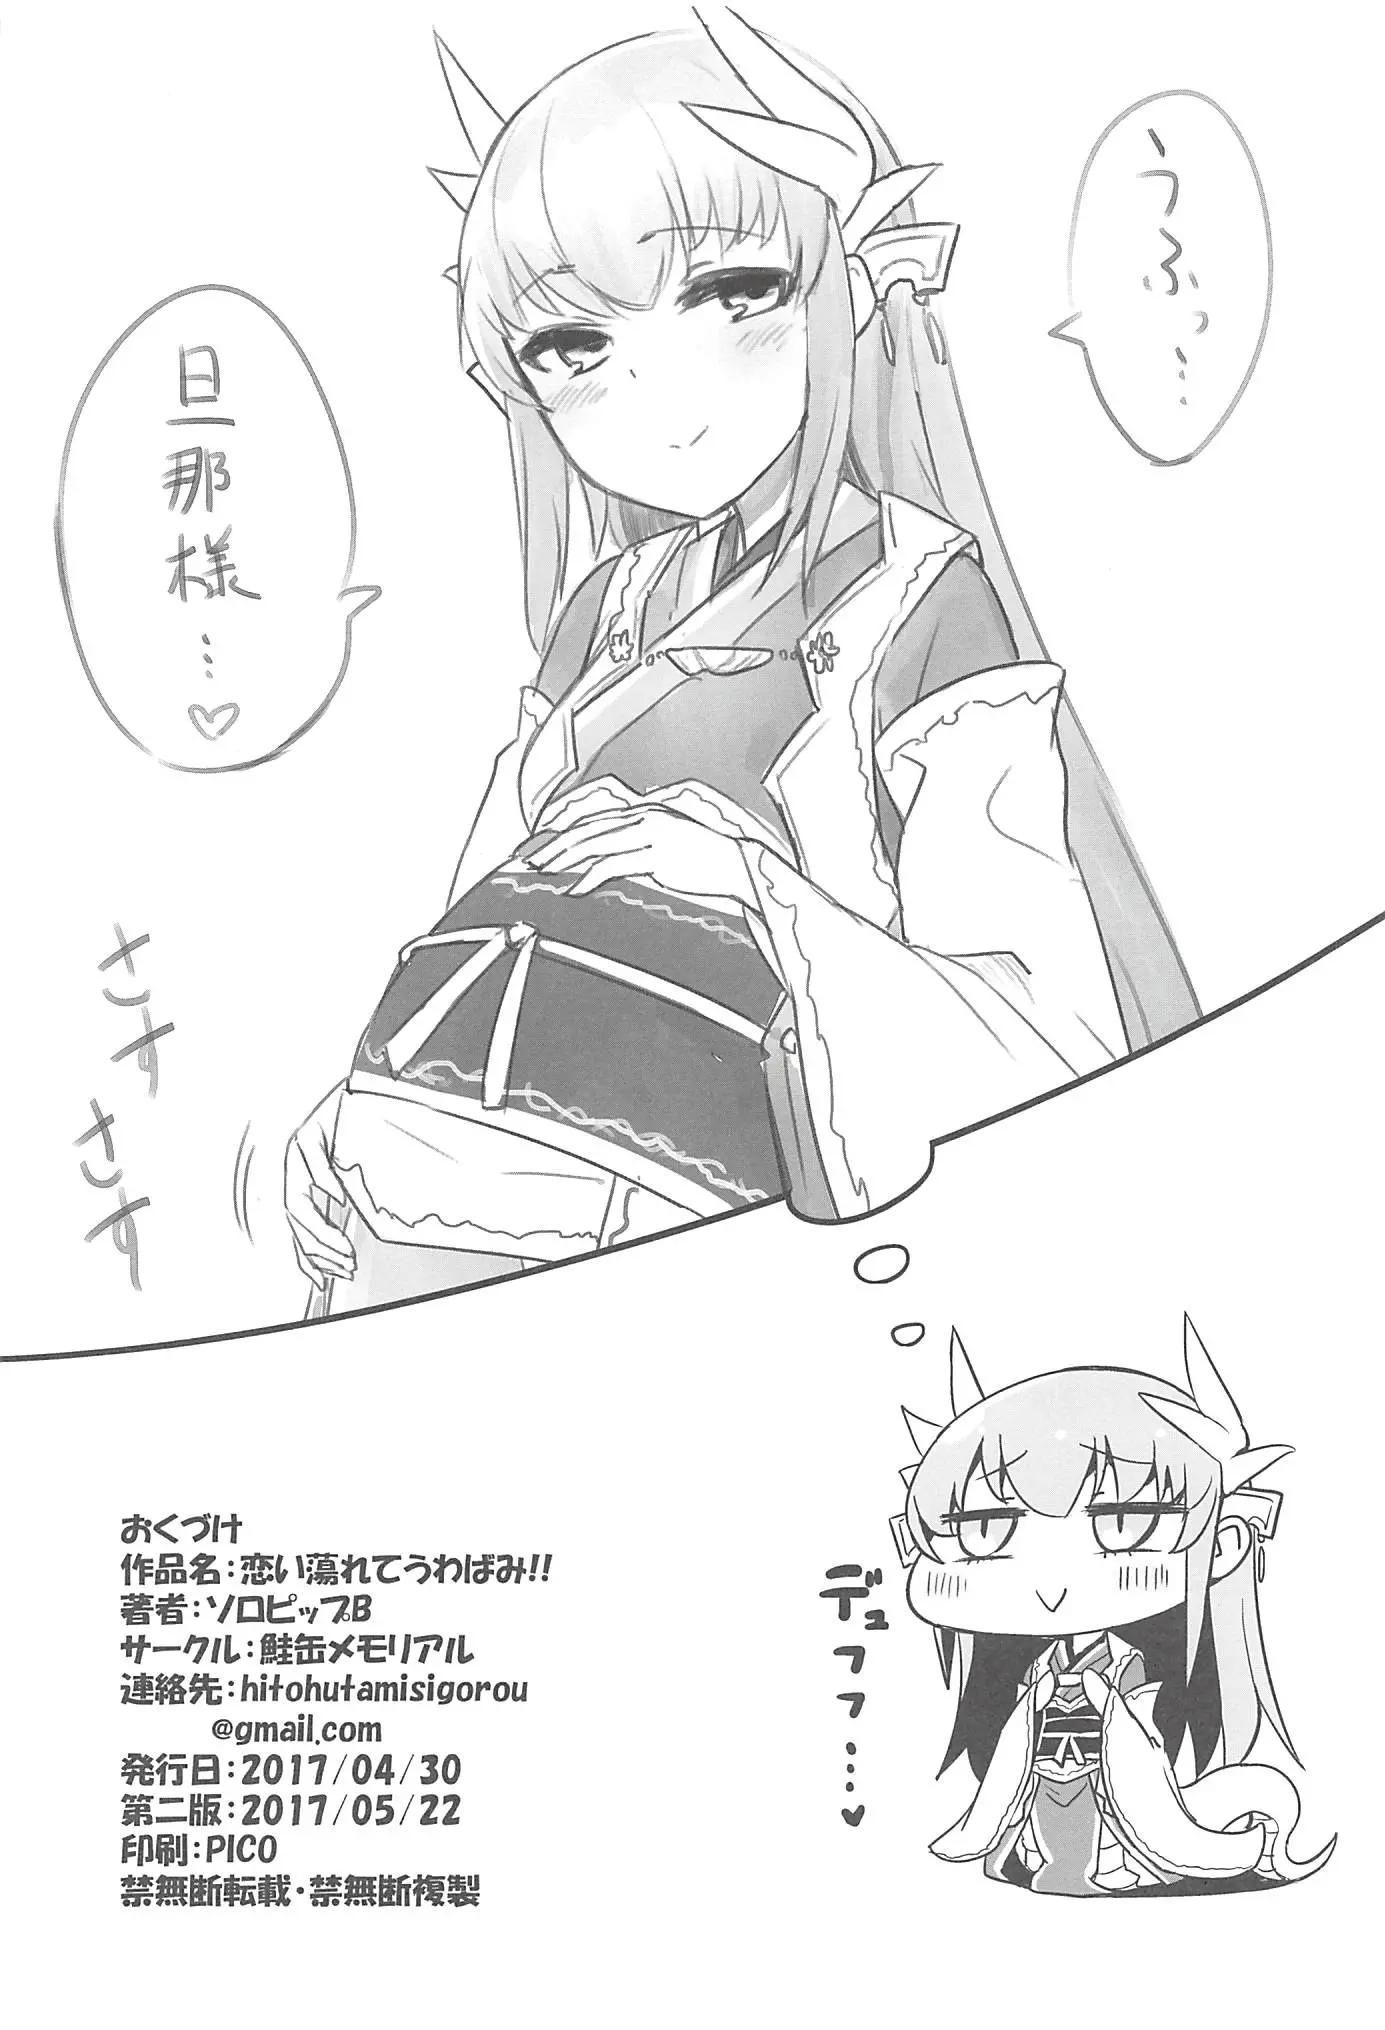 うふっ…
旦那様…♡
さすさす
デュフフ……♥
おくづけ
作品名：恋い蕩れてうわばみ!!
著者：ソロピップB
サークル：鮭缶メモリアル
連絡先：hitohutamisigorou
@gmail.com
発行日：2017/04/30
第二版：2017/05/22
印刷：PICO
禁無断転載・禁無断複製